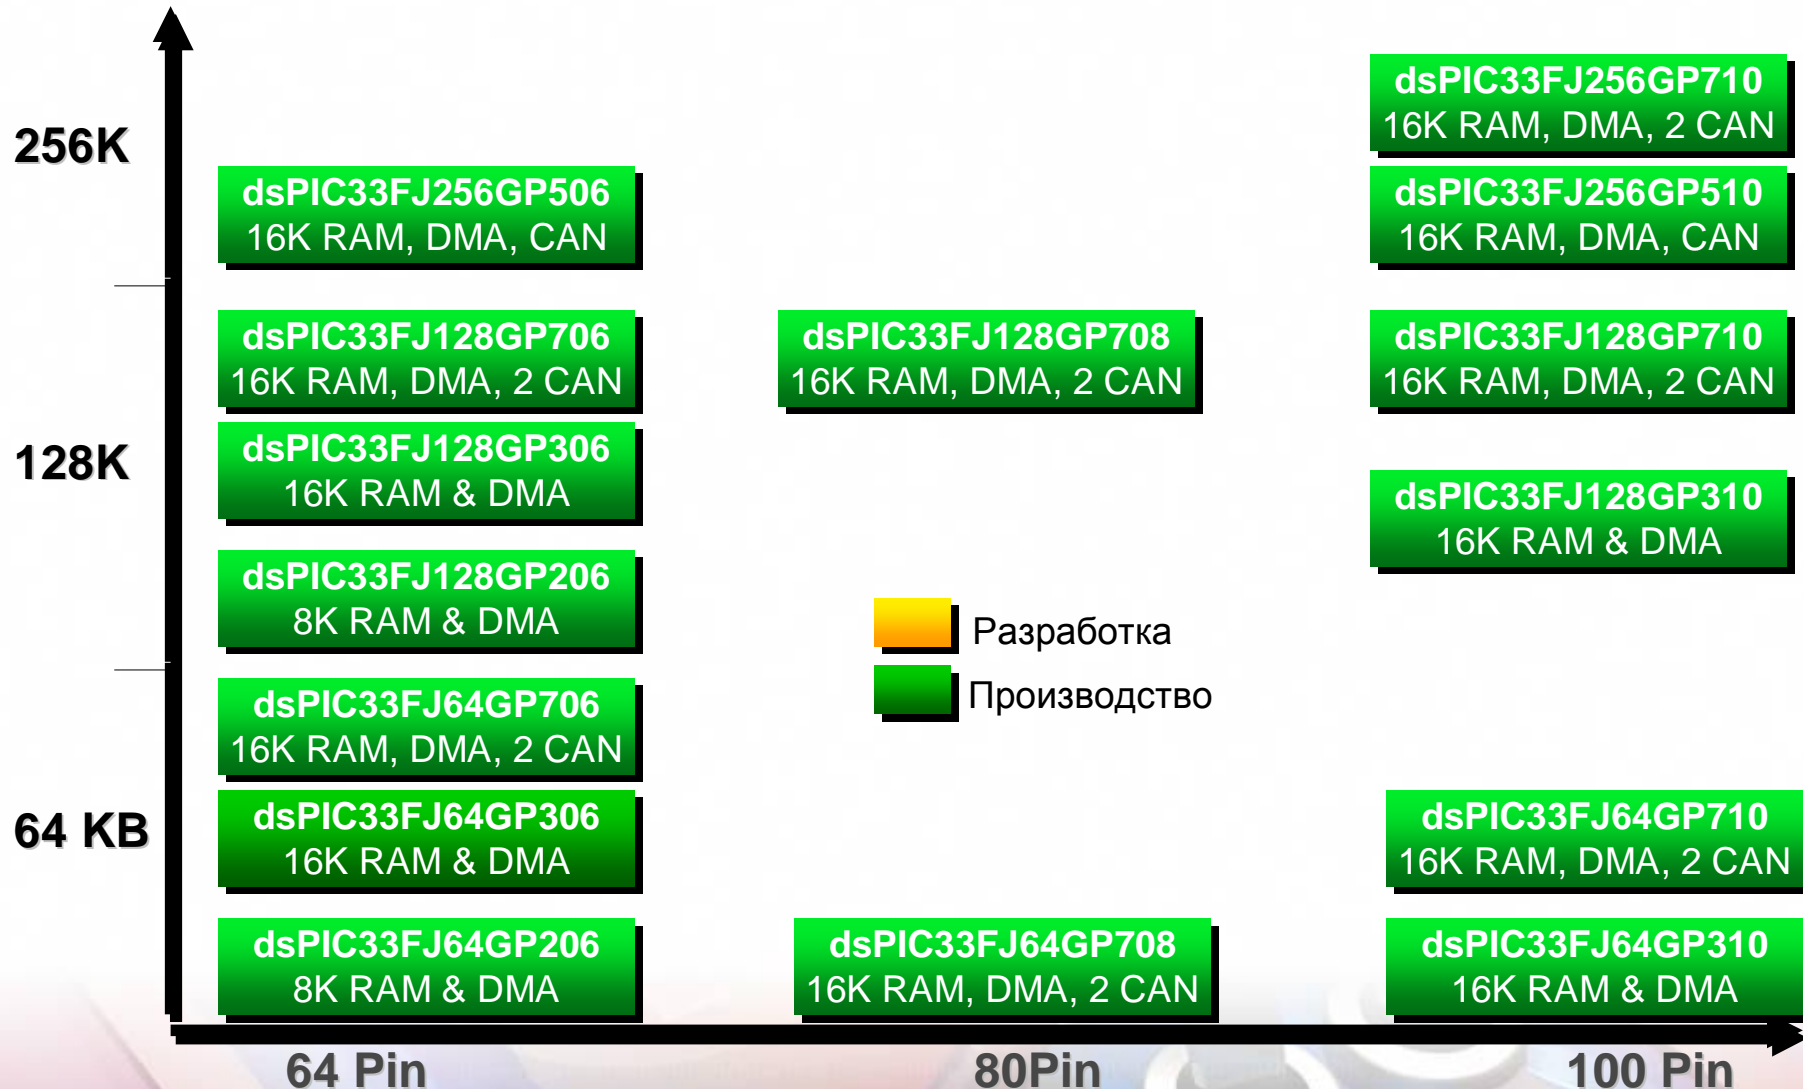 256K
128K
64 KB
dsPIC33FJ256GP506
16K RAM, DMA, CAN
dsPIC33FJ128GP706
16K RAM, DMA, 2 CAN
dsPIC33FJ128GP306
16K RAM & DMA
dsPIC33FJ128GP206
8K RAM & DMA
dsPIC33FJ64GP706
16K RAM, DMA, 2 CAN
dsPIC33FJ64GP306
16K RAM & DMA
dsPIC33FJ64GP206
8K RAM & DMA
dsPIC33FJ128GP708
16K RAM, DMA, 2 CAN
Разработка
Производство
dsPIC33FJ64GP708
16K RAM, DMA, 2 CAN
dsPIC33FJ256GP710
16K RAM, DMA, 2 CAN
dsPIC33FJ256GP510
16K RAM, DMA, CAN
dsPIC33FJ128GP710
16K RAM, DMA, 2 CAN
dsPIC33FJ128GP310
16K RAM & DMA
dsPIC33FJ64GP710
16K RAM, DMA, 2 CAN
dsPIC33FJ64GP310
16K RAM & DMA
64 Pin
80Pin
100 Pin